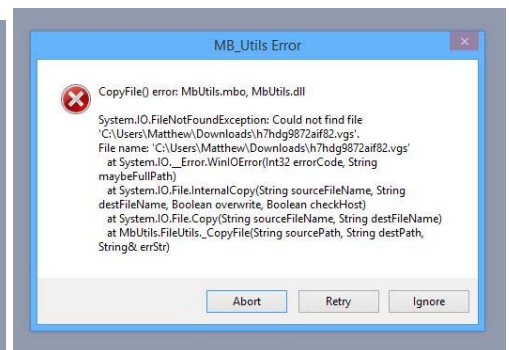 MB_Utils Error
CopyFile() error: MbUtils.mbo, MbUtils.dll
System.IO.FileNotFoundException: Could not find file
'C:\Users\Matthew\Downloads\h7hdg9872aif82.vgs'.
File name: 'C:\Users\Matthew\Downloads\h7hdg9872aif82.vgs'
at System.IO.__Error.WinIOError(Int32 errorCode, String
maybeFullPath)
at System.IO.File.InternalCopy(String sourceFileName, String
destFileName, Boolean overwrite, Boolean checkHost)
at System.IO.File.Copy(String sourceFileName, String destFileName)
at MbUtils.FileUtils._CopyFile(String sourcePath, String destPath,
String& errStr)
Abort Retry Ignore